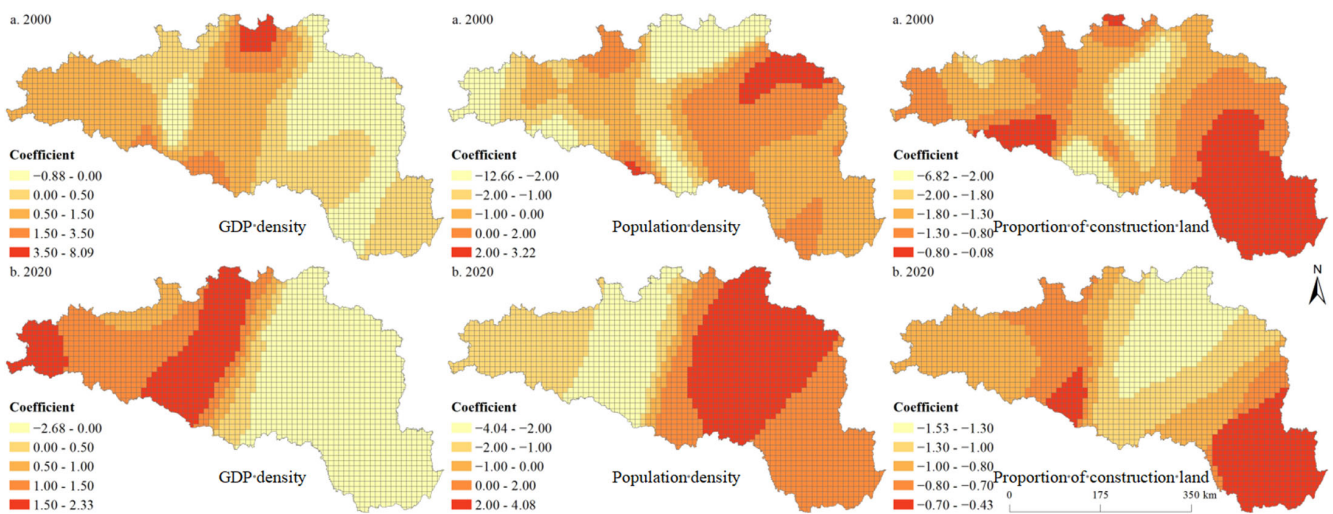 a. 2000
Coefficient
−0.88 - 0.00
0.00 - 0.50
0.50 - 1.50
1.50 - 3.50
3.50 - 8.09
GDP·density
a. 2000
Coefficient
−12.66 - −2.00
−2.00 - −1.00
−1.00 - 0.00
0.00 - 2.00
2.00 - 3.22
Population·density
a. 2000
Coefficient
−6.82 - −2.00
−2.00 - −1.80
−1.80 - −1.30
−1.30 - −0.80
−0.80 - −0.08
Proportion·of·construction·land
b. 2020
Coefficient
−2.68 - 0.00
0.00 - 0.50
0.50 - 1.00
1.00 - 1.50
1.50 - 2.33
GDP·density
b. 2020
Coefficient
−4.04 - −2.00
−2.00 - −1.00
−1.00 - 0.00
0.00 - 2.00
2.00 - 4.08
Population·density
b. 2020
N
Coefficient
−1.53 - −1.30
−1.30 - −1.00
−1.00 - −0.80
−0.80 - −0.70
−0.70 - −0.43
Proportion·of·construction·land
0 175 350 km